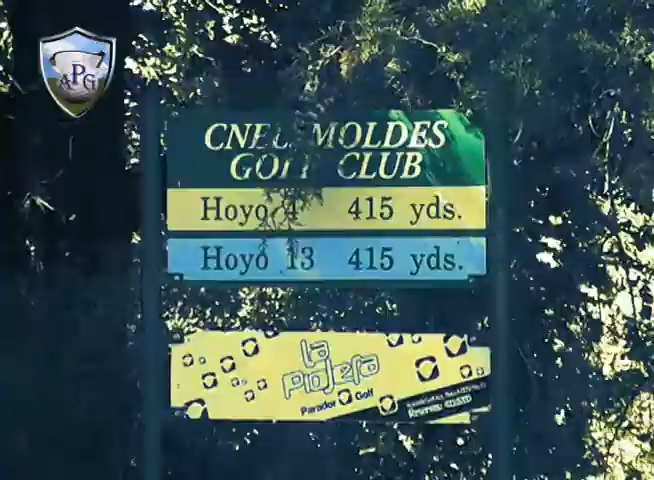 APG
CNEL. MOLDES
GOLF CLUB
Hoyo 4 415 yds.
Hoyo 13 415 yds.
la
piojera
Parador Golf